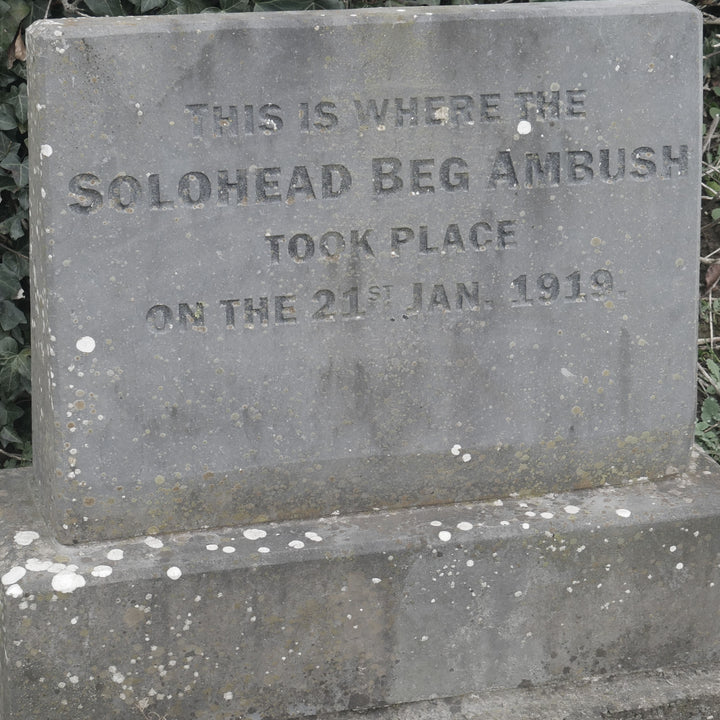 THIS IS WHERE THE
SOLOHEAD BEG AMBUSH
TOOK PLACE
ON THE 21ST JAN. 1919.